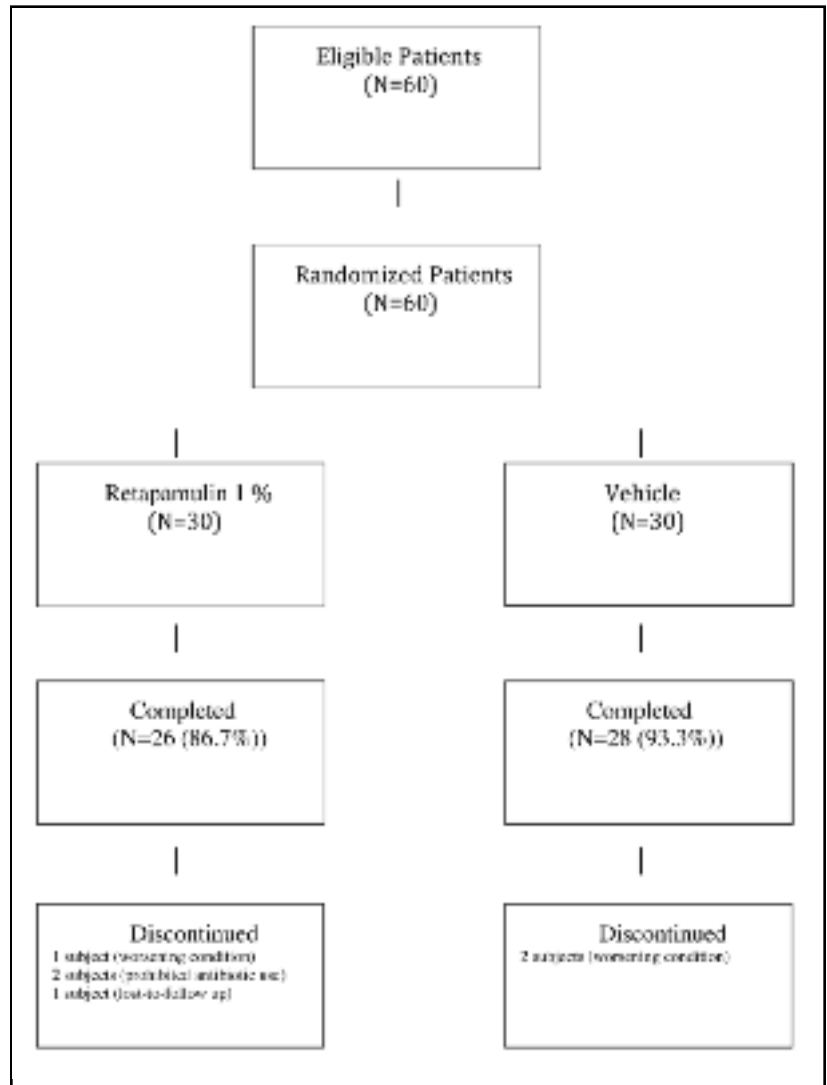 Eligible Patients
(N=60)
Randomized Patients
(N=60)
Retapamulin 1 %
(N=30)
Vehicle
(N=30)
Completed
(N=26 (86.7%))
Completed
(N=28 (93.3%))
Discontinued
1 subject (worsening condition)
2 subjects (prohibited antibiotic use)
1 subject (lost-to-follow up)
Discontinued
2 subjects (worsening condition)